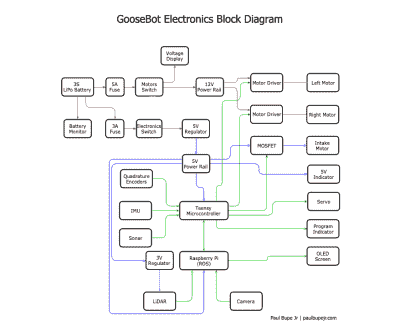 GooseBot Electronics Block Diagram
Voltage
Display
3S
LiPo Battery
5A
Fuse
Motors
Switch
12V
Power Rail
Motor Driver
Left Motor
Motor Driver
Right Motor
Battery
Monitor
3A
Fuse
Electronics
Switch
5V
Regulator
MOSFET
Intake
Motor
5V
Power Rail
5V
Indicator
Quadrature
Encoders
Servo
IMU
Teensy
Microcontroller
Program
Indicator
Sonar
3V
Regulator
Raspberry Pi
(ROS)
OLED
Screen
LiDAR
Camera
Paul Bupe Jr | paulbupejr.com